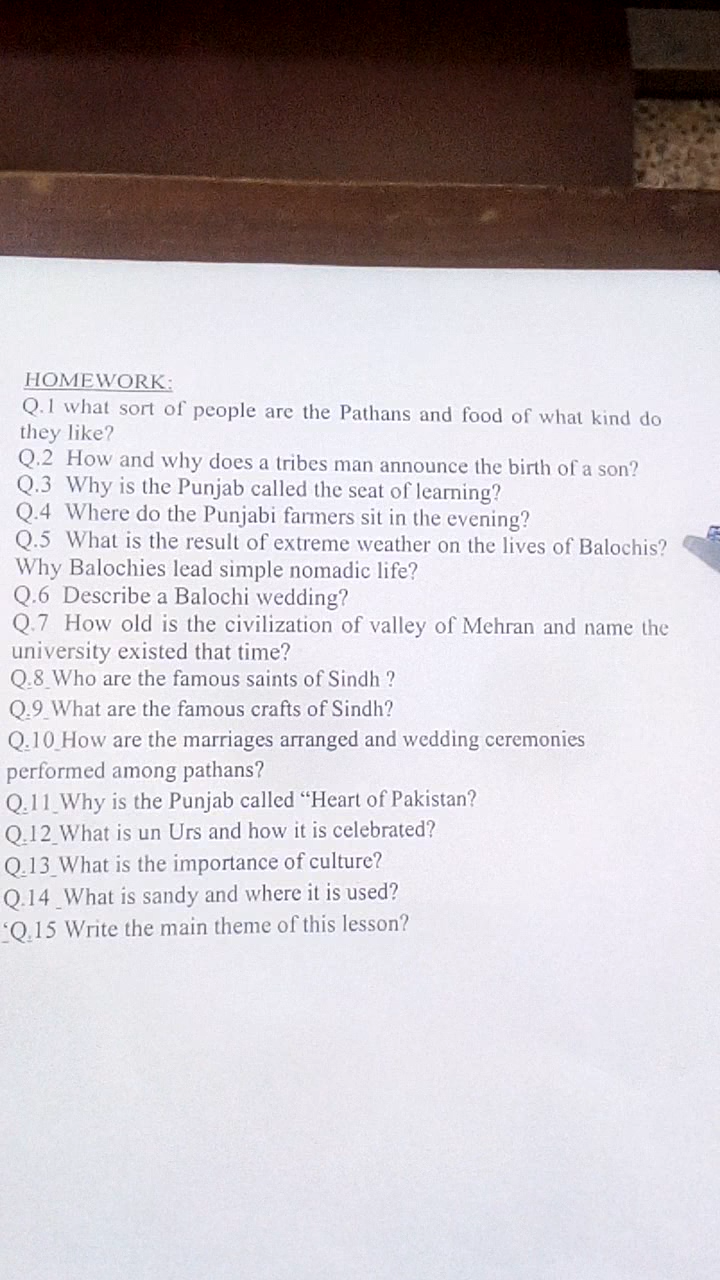 HOMEWORK:
Q.1 what sort of people are the Pathans and food of what kind do
they like?
Q.2 How and why does a tribes man announce the birth of a son?
Q.3 Why is the Punjab called the seat of learning?
Q.4 Where do the Punjabi farmers sit in the evening?
Q.5 What is the result of extreme weather on the lives of Balochis?
Why Balochies lead simple nomadic life?
Q.6 Describe a Balochi wedding?
Q.7 How old is the civilization of valley of Mehran and name the
university existed that time?
Q.8 Who are the famous saints of Sindh ?
Q.9 What are the famous crafts of Sindh?
Q.10 How are the marriages arranged and wedding ceremonies
performed among pathans?
Q.11 Why is the Punjab called “Heart of Pakistan?
Q.12 What is un Urs and how it is celebrated?
Q.13 What is the importance of culture?
Q.14 What is sandy and where it is used?
‘Q.15 Write the main theme of this lesson?